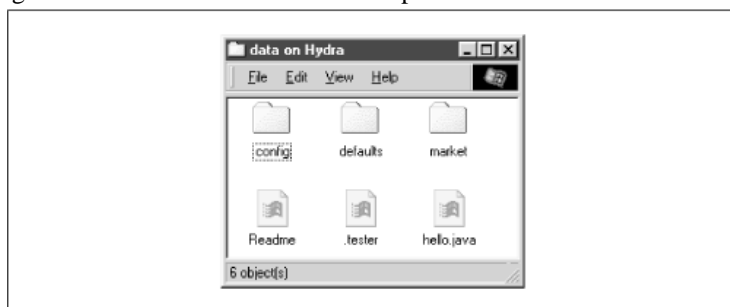 data on Hydra
File Edit View Help
config defaults market
Readme .tester hello.java
6 object(s)